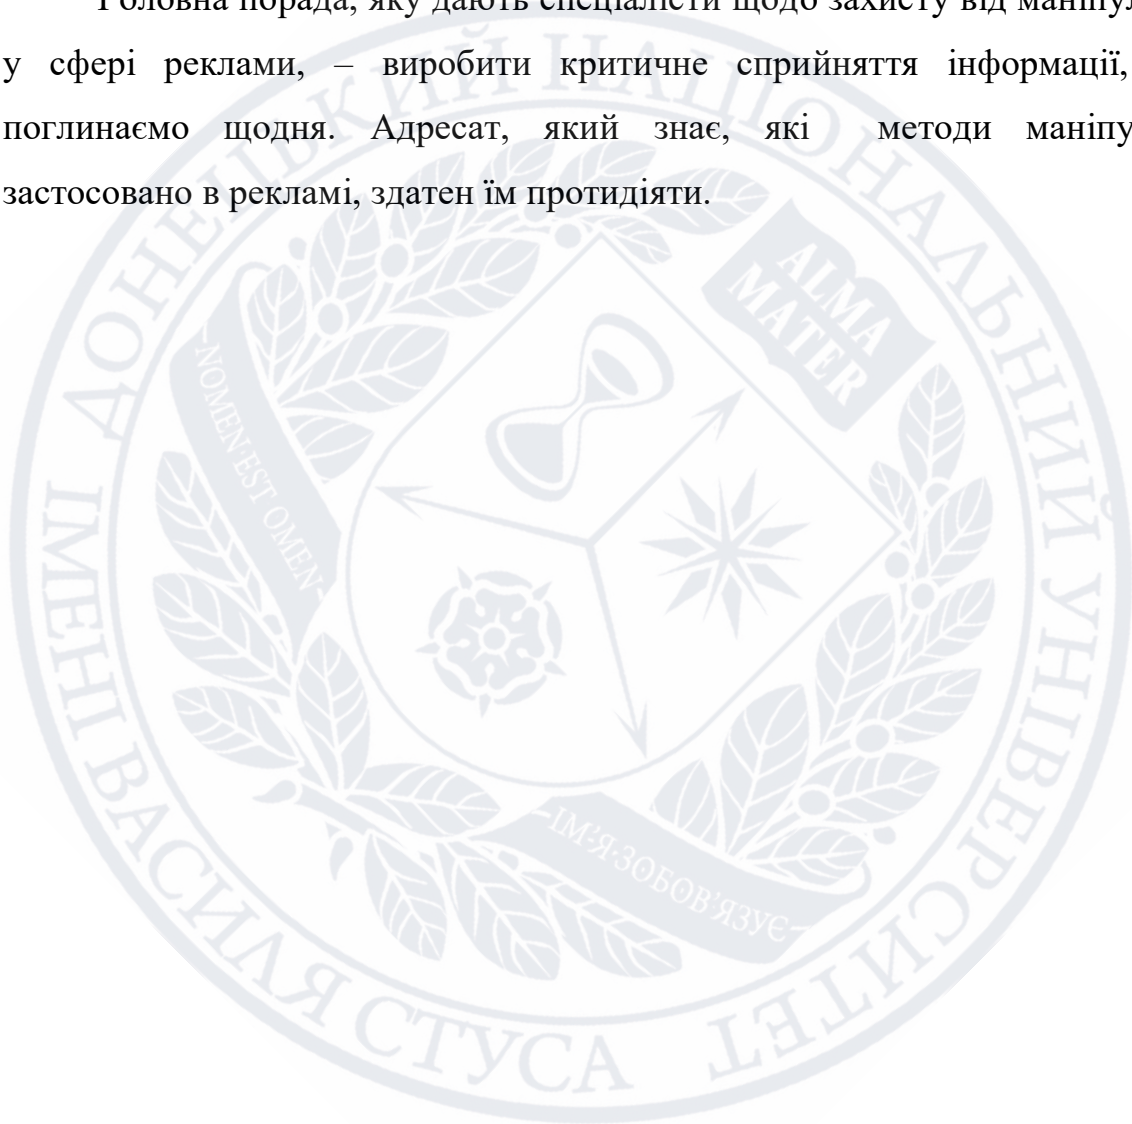 Головна порада, яку дають спеціалісти щодо захисту від
у сфері реклами, – виробити критичне сприйняття інформації,
поглинаємо щодня. Адресат, який знає, які методи
застосовано в рекламі, здатен їм протидіяти.
ДОНЕЦЬКИЙ НАЦІОНАЛЬНИЙ УНІВЕРСИТЕТ
ІМЕНІ ВАСИЛЯ СТУСА
ALMA
MATER
NOMEN·EST OMEN
ІМ'Я·ЗОБОВ'ЯЗУЄ